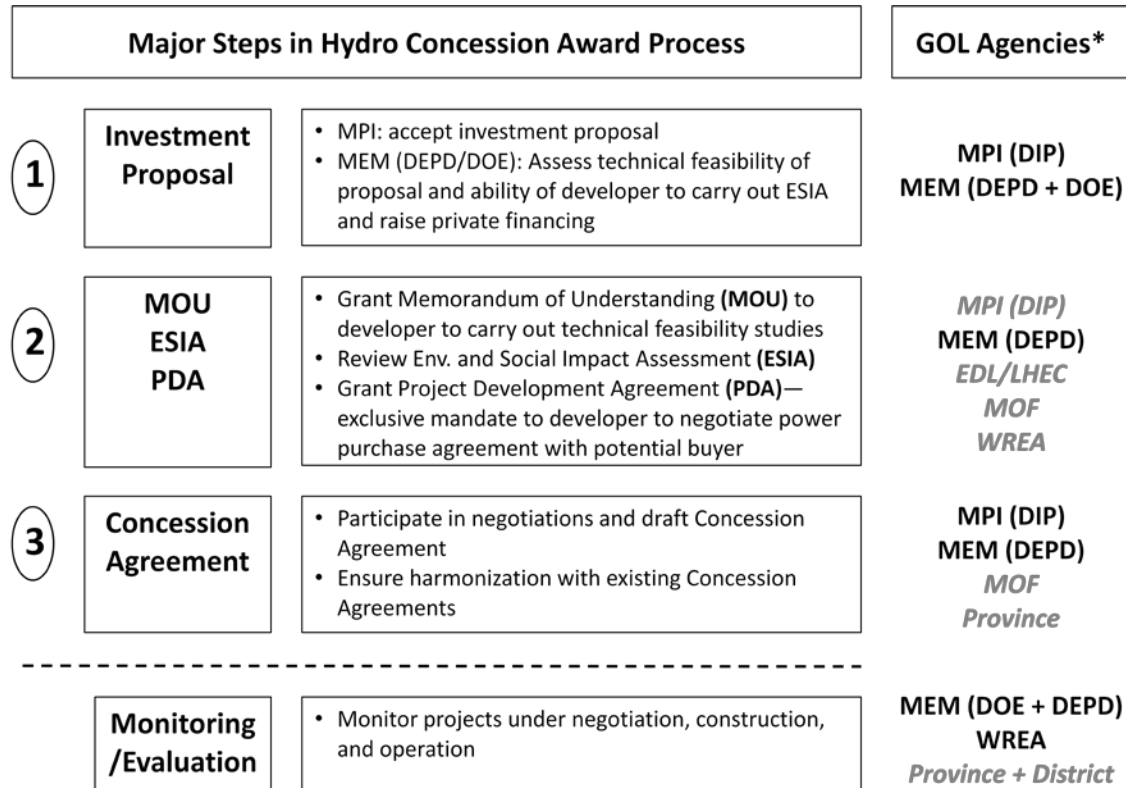 Major Steps in Hydro Concession Award Process
GOL Agencies*
1
Investment
Proposal
• MPI: accept investment proposal
• MEM (DEPD/DOE): Assess technical feasibility of
proposal and ability of developer to carry out ESIA
and raise private financing
MPI (DIP)
MEM (DEPD + DOE)
2
MOU
ESIA
PDA
• Grant Memorandum of Understanding (MOU) to
developer to carry out technical feasibility studies
• Review Env. and Social Impact Assessment (ESIA)
• Grant Project Development Agreement (PDA)—
exclusive mandate to developer to negotiate power
purchase agreement with potential buyer
MPI (DIP)
MEM (DEPD)
EDL/LHEC
MOF
WREA
3
Concession
Agreement
• Participate in negotiations and draft Concession
Agreement
• Ensure harmonization with existing Concession
Agreements
MPI (DIP)
MEM (DEPD)
MOF
Province
Monitoring
/Evaluation
• Monitor projects under negotiation, construction,
and operation
MEM (DOE + DEPD)
WREA
Province + District